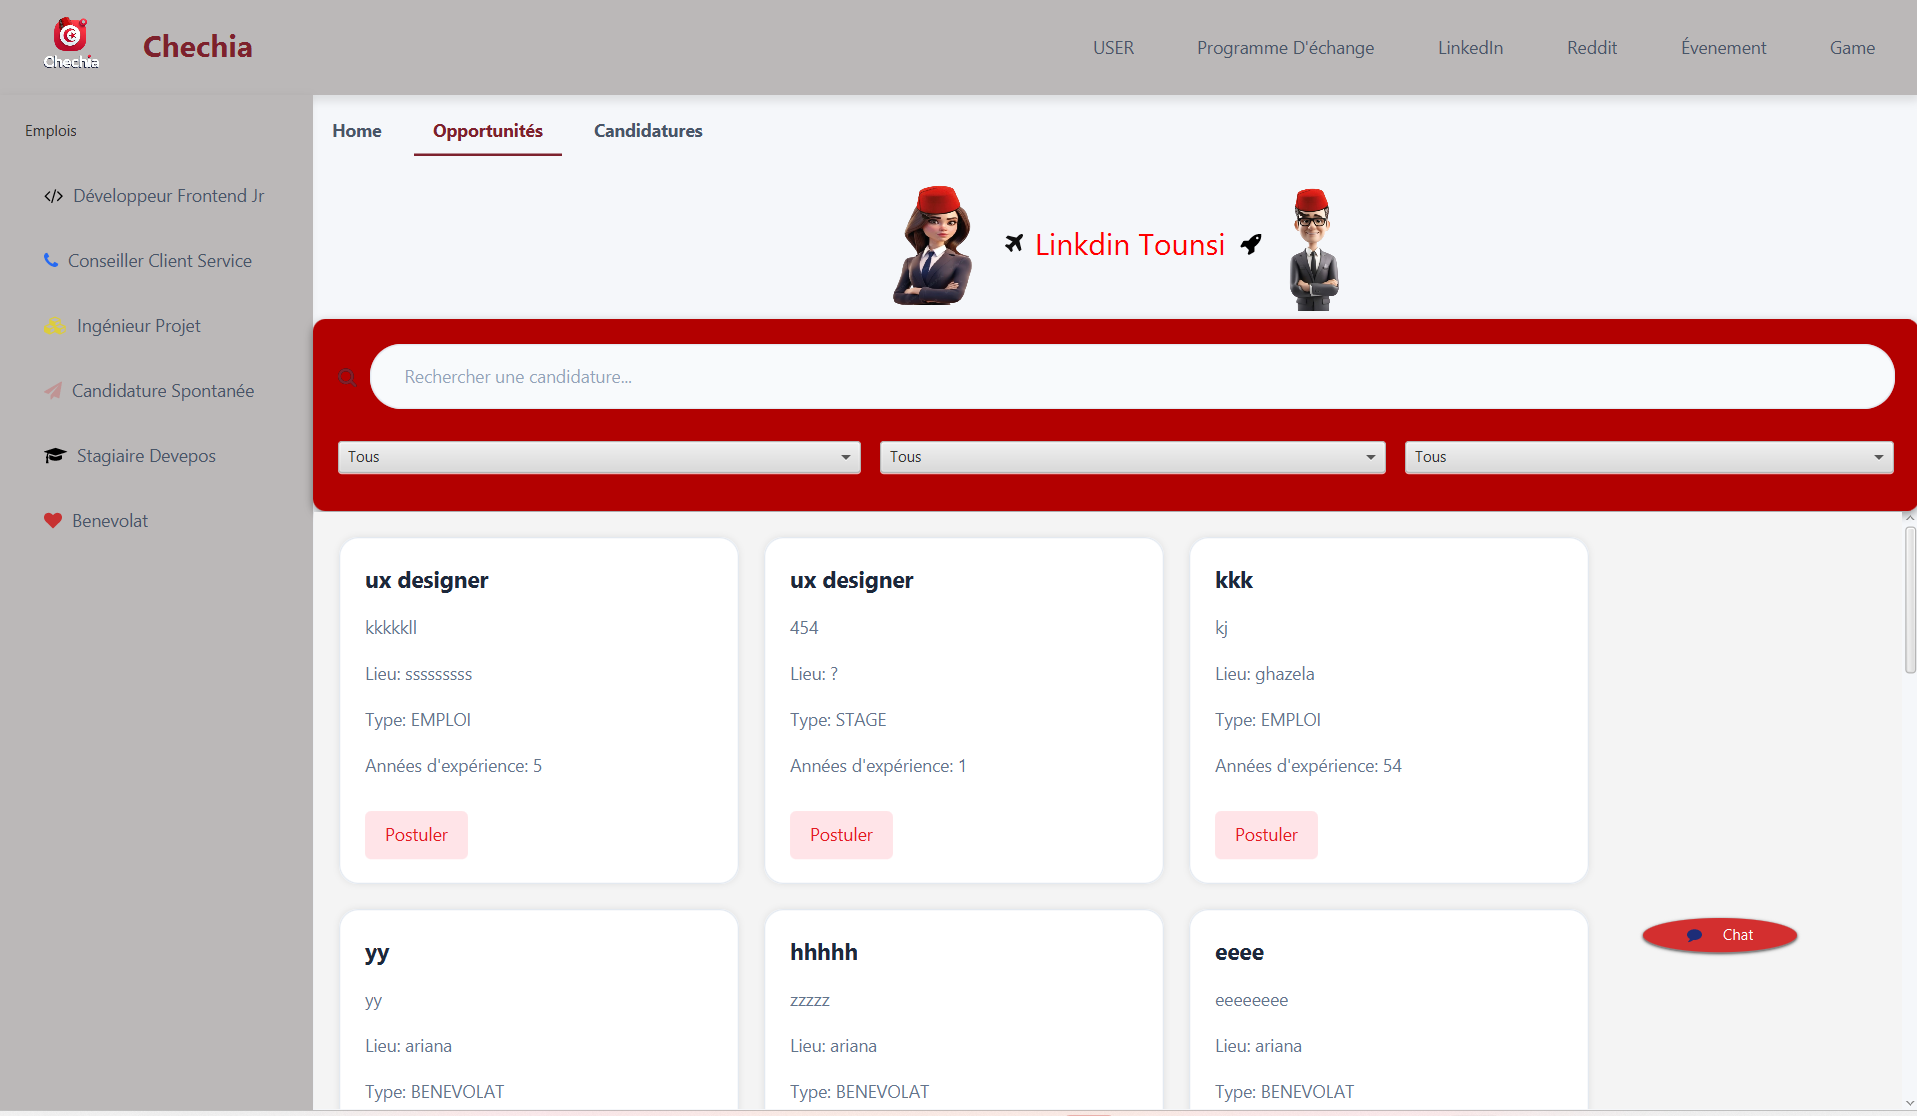 Chechia
Chechia
USER
Programme D'échange
LinkedIn
Reddit
Évenement
Game
Emplois
Développeur Frontend Jr
Conseiller Client Service
Ingénieur Projet
Candidature Spontanée
Stagiaire Devepos
Benevolat
Home
Opportunités
Candidatures
Linkdin Tounsi
Rechercher une candidature...
Tous
Tous
Tous
ux designer
kkkkkll
Lieu: sssssssss
Type: EMPLOI
Années d'expérience: 5
Postuler
ux designer
454
Lieu: ?
Type: STAGE
Années d'expérience: 1
Postuler
kkk
kj
Lieu: ghazela
Type: EMPLOI
Années d'expérience: 54
Postuler
yy
yy
Lieu: ariana
Type: BENEVOLAT
hhhhh
zzzzz
Lieu: ariana
Type: BENEVOLAT
eeee
eeeeeeee
Lieu: ariana
Type: BENEVOLAT
Chat